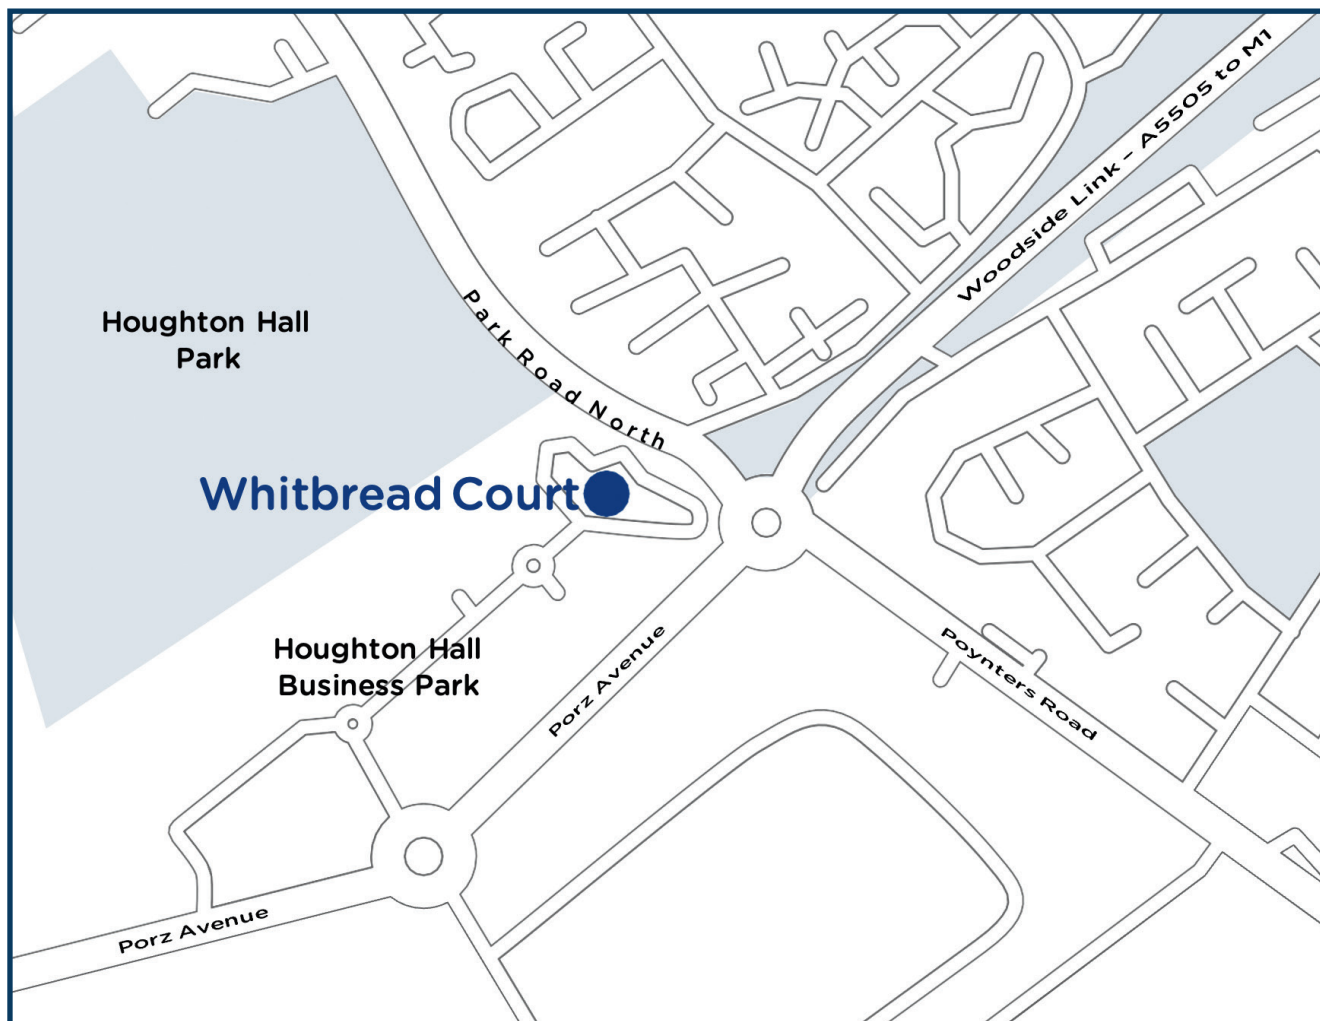 Woodside Link - A5505 to M1
Houghton Hall
Park
Park Road North
Whitbread Court
Houghton Hall
Business Park
Porz Avenue
Poynters Road
Porz Avenue